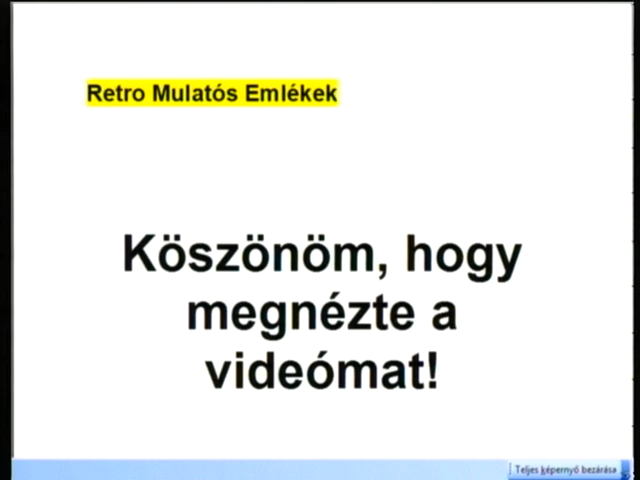 Retro Mulatós Emlékek
Köszönöm, hogy
megnézte a
videómat!
Teljes képernyő bezárása